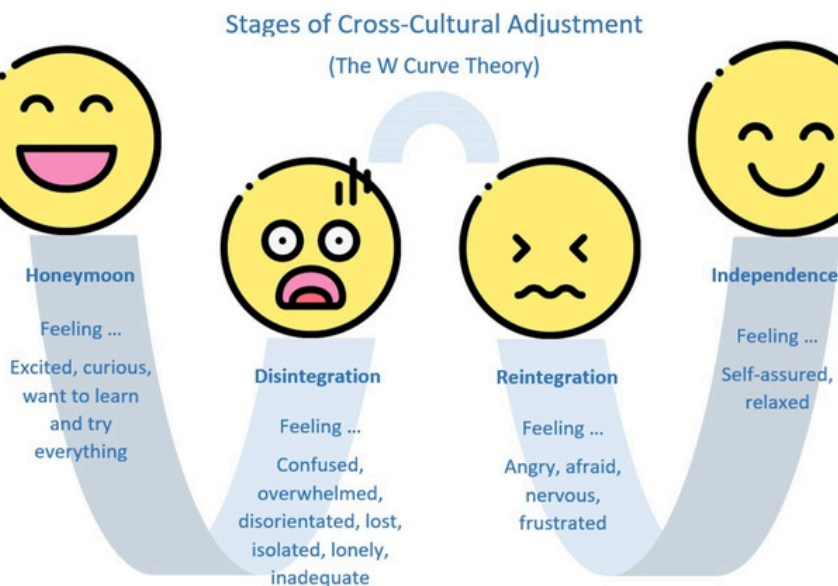 Stages of Cross-Cultural Adjustment
(The W Curve Theory)
Honeymoon
Feeling ...
Excited, curious,
want to learn
and try
everything
Disintegration
Feeling ...
Confused,
overwhelmed,
disorientated, lost,
isolated, lonely,
inadequate
Reintegration
Feeling ...
Angry, afraid,
nervous,
frustrated
Independence
Feeling ...
Self-assured,
relaxed